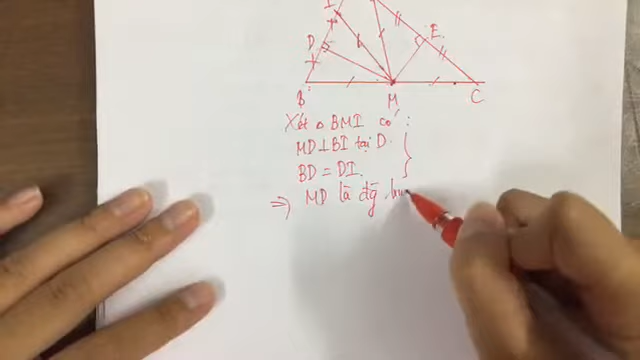 I
D
E
B
M
C
Xét △ BMI có :
MD ⊥ BI tại D.
BD = DI.
=> MD là đg